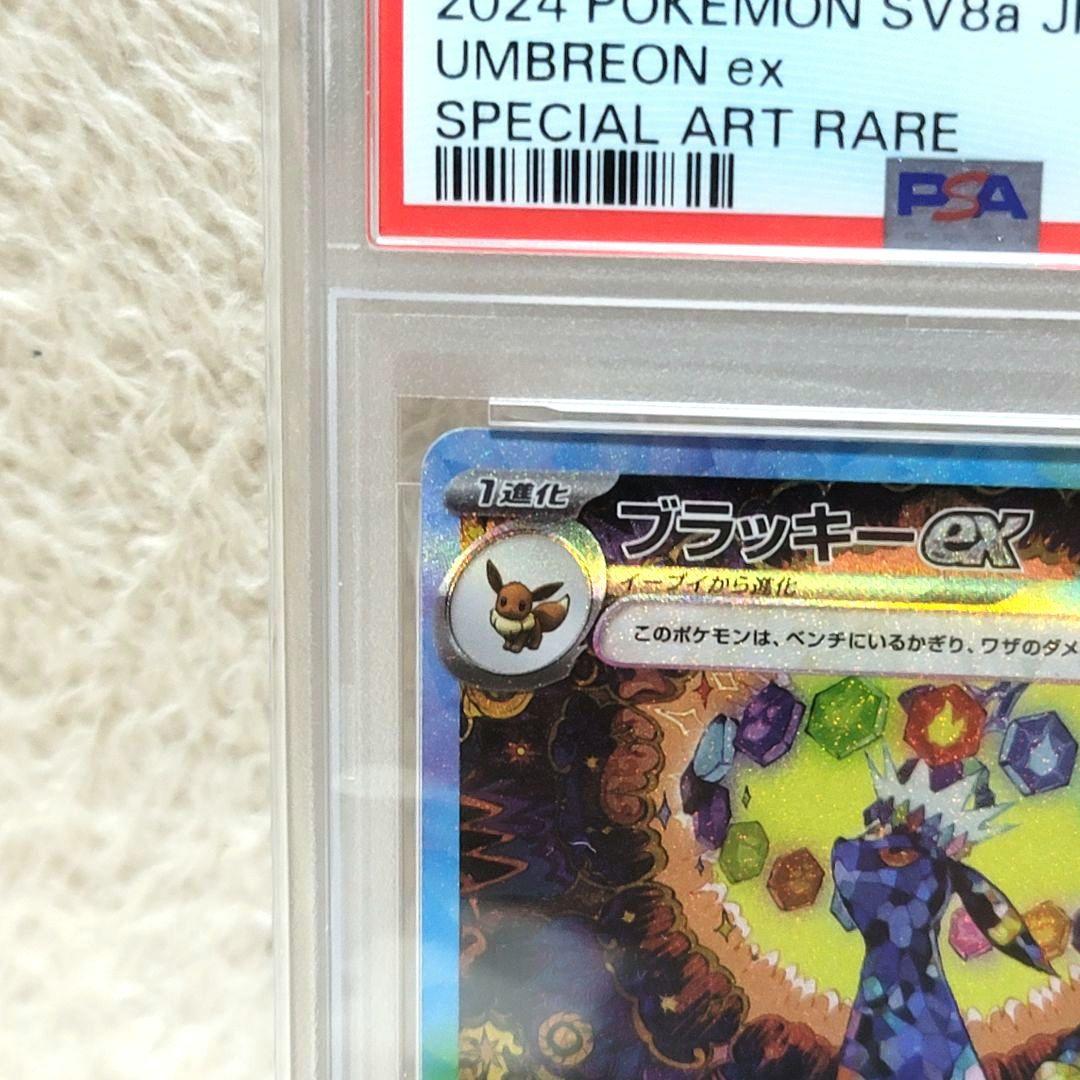 2024 POKEMON SV8a
UMBREON ex
SPECIAL ART RARE
PSA
1進化
ブラッキーex
イーブイから進化
このポケモンは、ベンチにいるかぎり、ワザのダメ